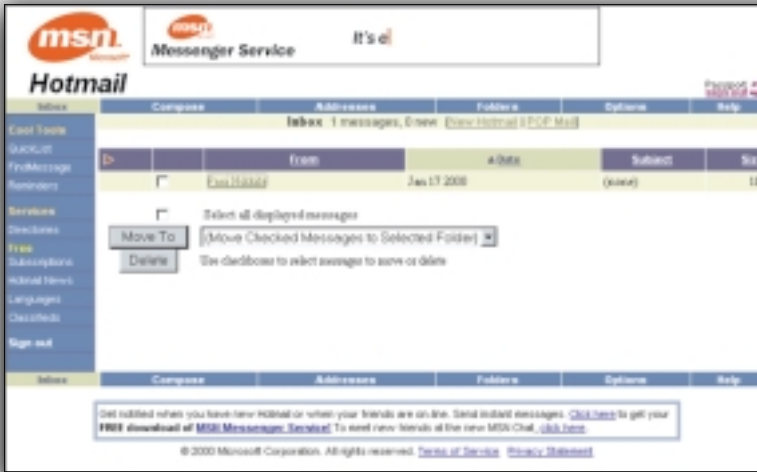 msn.
Microsoft
msn
Messenger Service
It's e
Hotmail
Passport
sign out
Inbox Compose Addresses Folders Options Help
Inbox 1 messages, 0 new [New Hotmail | POP Mail]
Cool Tools
QuickList
FindMessage
Reminders
Services
Directories
Free
Subscriptions
Hotmail News
Languages
Classifieds
Sign out
From Date Subject
Jan 17 2000 (none)
Select all displayed messages
Move To (Move Checked Messages to Selected Folder)
Delete Use checkboxes to select messages to move or delete
Inbox Compose Addresses Folders Options Help
Get notified when you have new Hotmail or when your friends are on line. Send instant messages. Click here to get your
FREE download of MSN Messenger Service! To meet new friends at the new MSN Chat, click here.
© 2000 Microsoft Corporation. All rights reserved. Terms of Service Privacy Statement